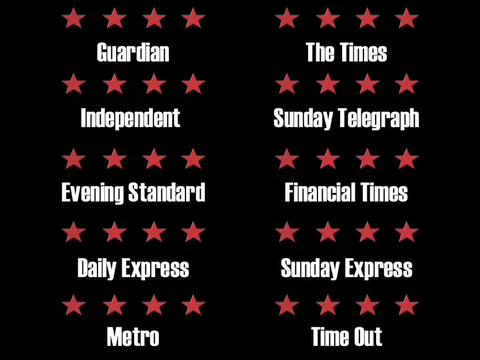 Guardian The Times
Independent Sunday Telegraph
Evening Standard Financial Times
Daily Express Sunday Express
Metro Time Out